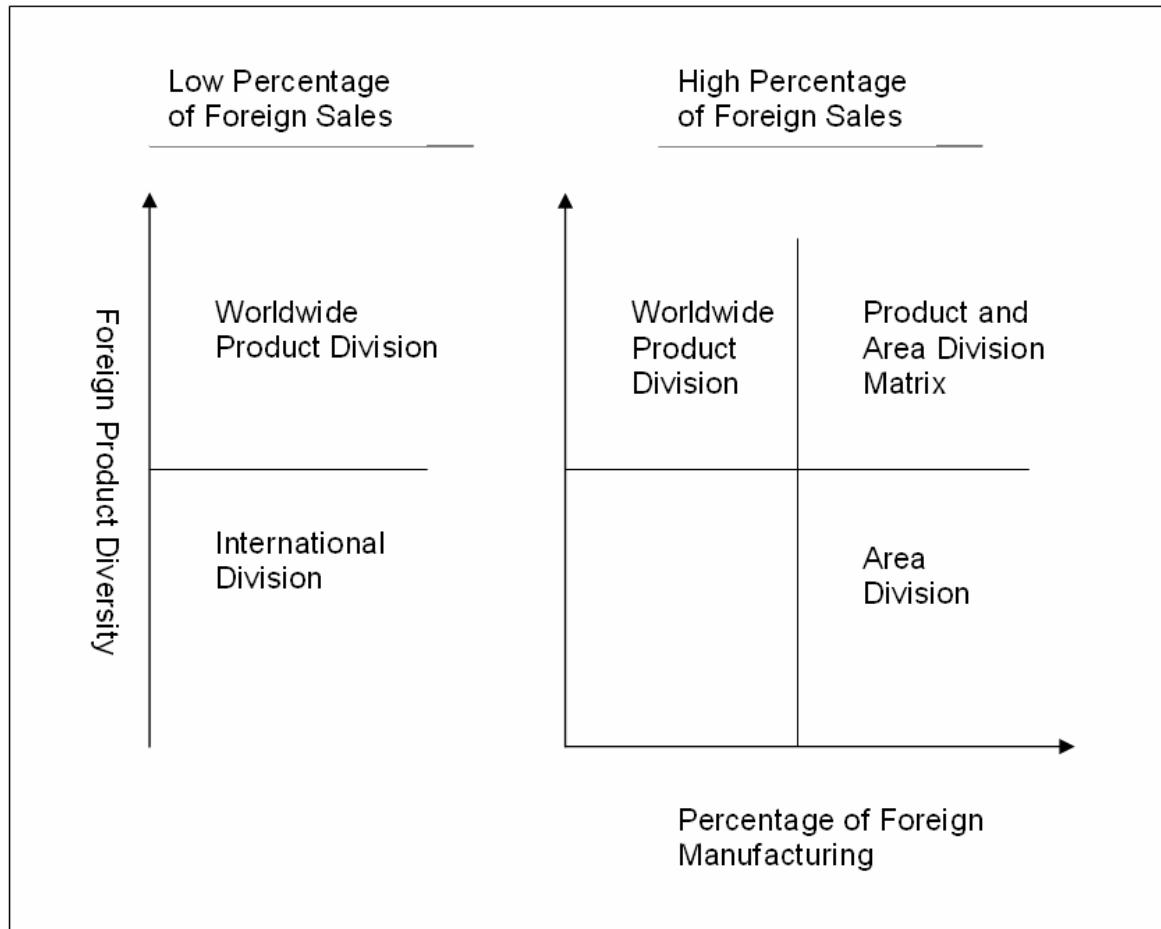 Low Percentage
of Foreign Sales
High Percentage
of Foreign Sales
Foreign Product Diversity
Worldwide
Product Division
International
Division
Worldwide
Product
Division
Product and
Area Division
Matrix
Area
Division
Percentage of Foreign
Manufacturing